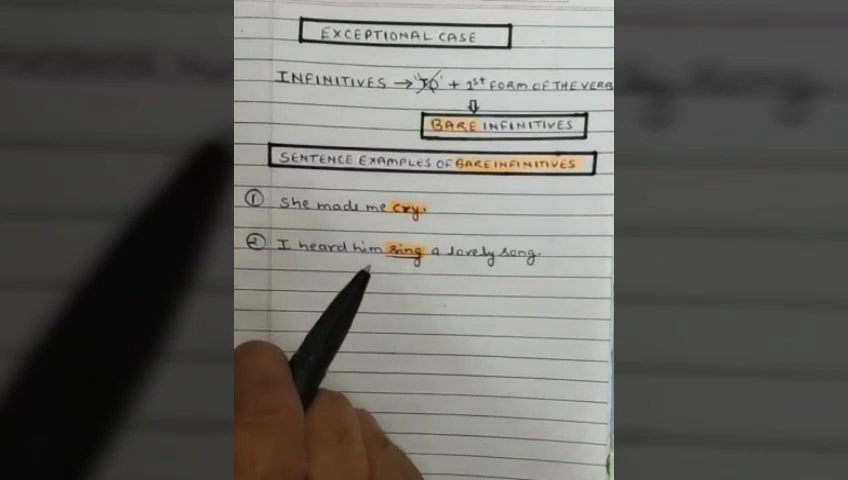 EXCEPTIONAL CASE
INFINITIVES → "TO" + 1st FORM OF THE VERB
BARE INFINITIVES
SENTENCE EXAMPLES OF BARE INFINITIVES
① She made me cry.
② I heard him sing a lovely song.